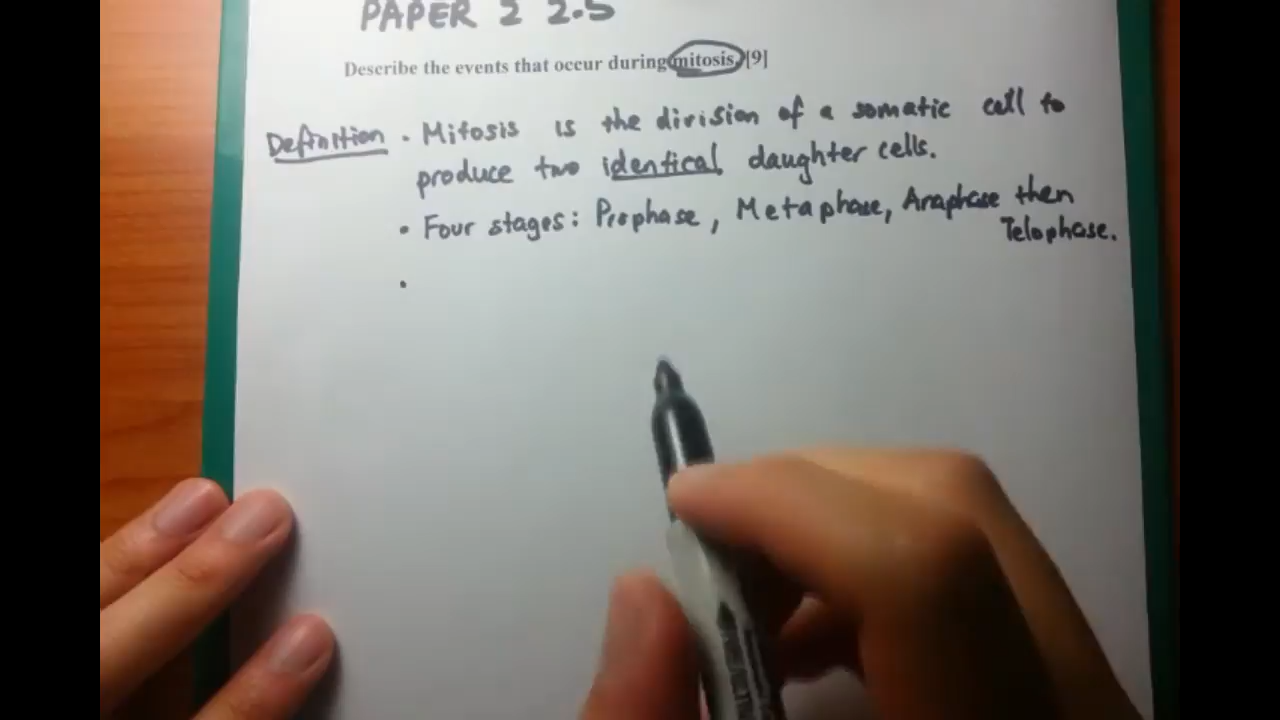 PAPER 2 2.5
Describe the events that occur during mitosis. [9]
Definition • Mitosis is the division of a somatic cell to
produce two identical daughter cells.
• Four stages: Prophase, Metaphase, Anaphase then
Telophase.
•